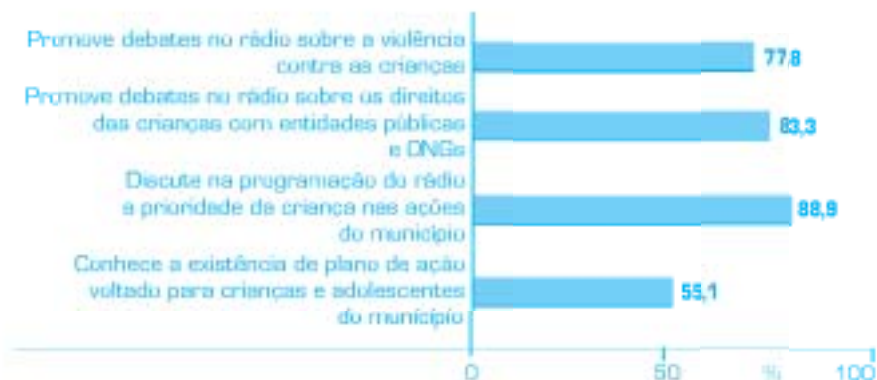 Promove debates no rádio sobre a violência
contra as crianças
77,8
Promove debates no rádio sobre os direitos
das crianças com entidades públicas
e ONGs
83,3
Discute na programação do rádio
a prioridade da criança nas ações
do município
88,9
Conhece a existência de plano de ação
voltado para crianças e adolescentes
do município
55,1
0 50 % 100